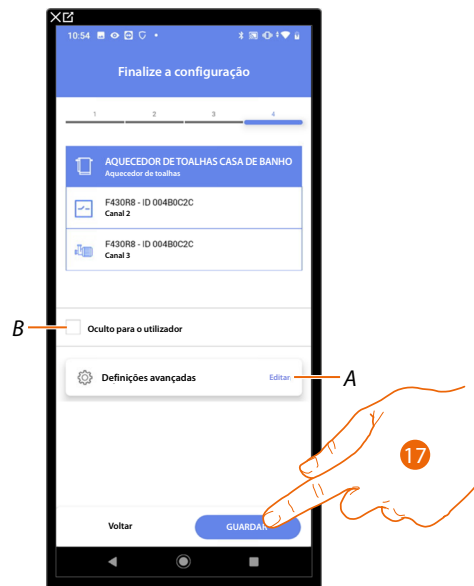 10:54
Finalize a configuração
1 2 3 4
AQUECEDOR DE TOALHAS CASA DE BANHO
Aquecedor de toalhas
F430R8 - ID 004B0C2C
Canal 2
F430R8 - ID 004B0C2C
Canal 3
B
Oculto para o utilizador
Definições avançadas
Editar
A
17
Voltar
GUARDAR